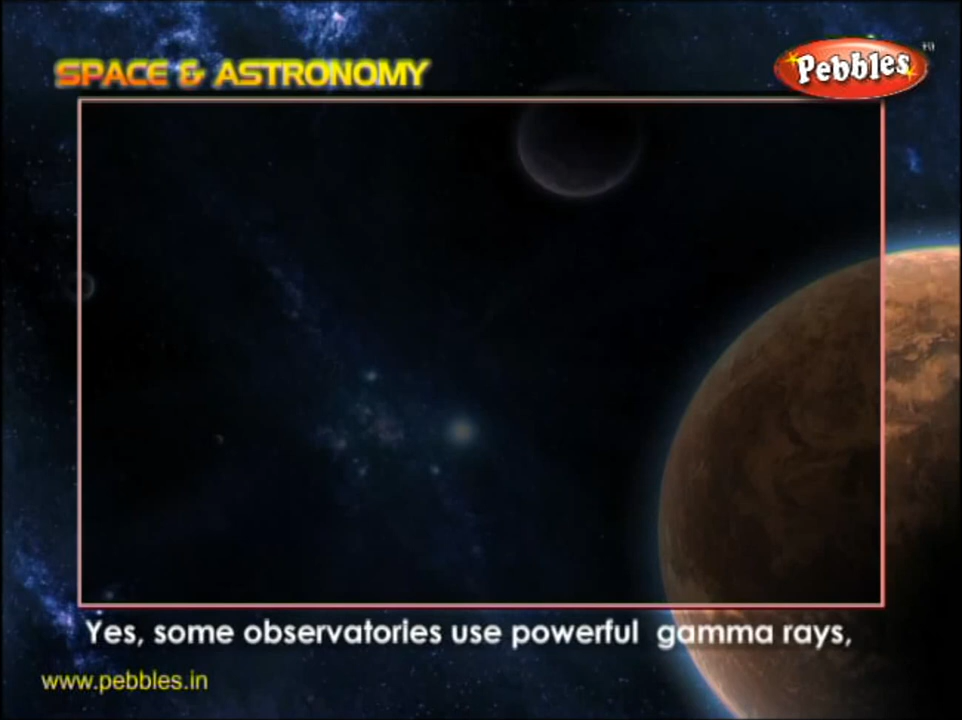 SPACE & ASTRONOMY
Pebbles
Yes, some observatories use powerful gamma rays,
www.pebbles.in